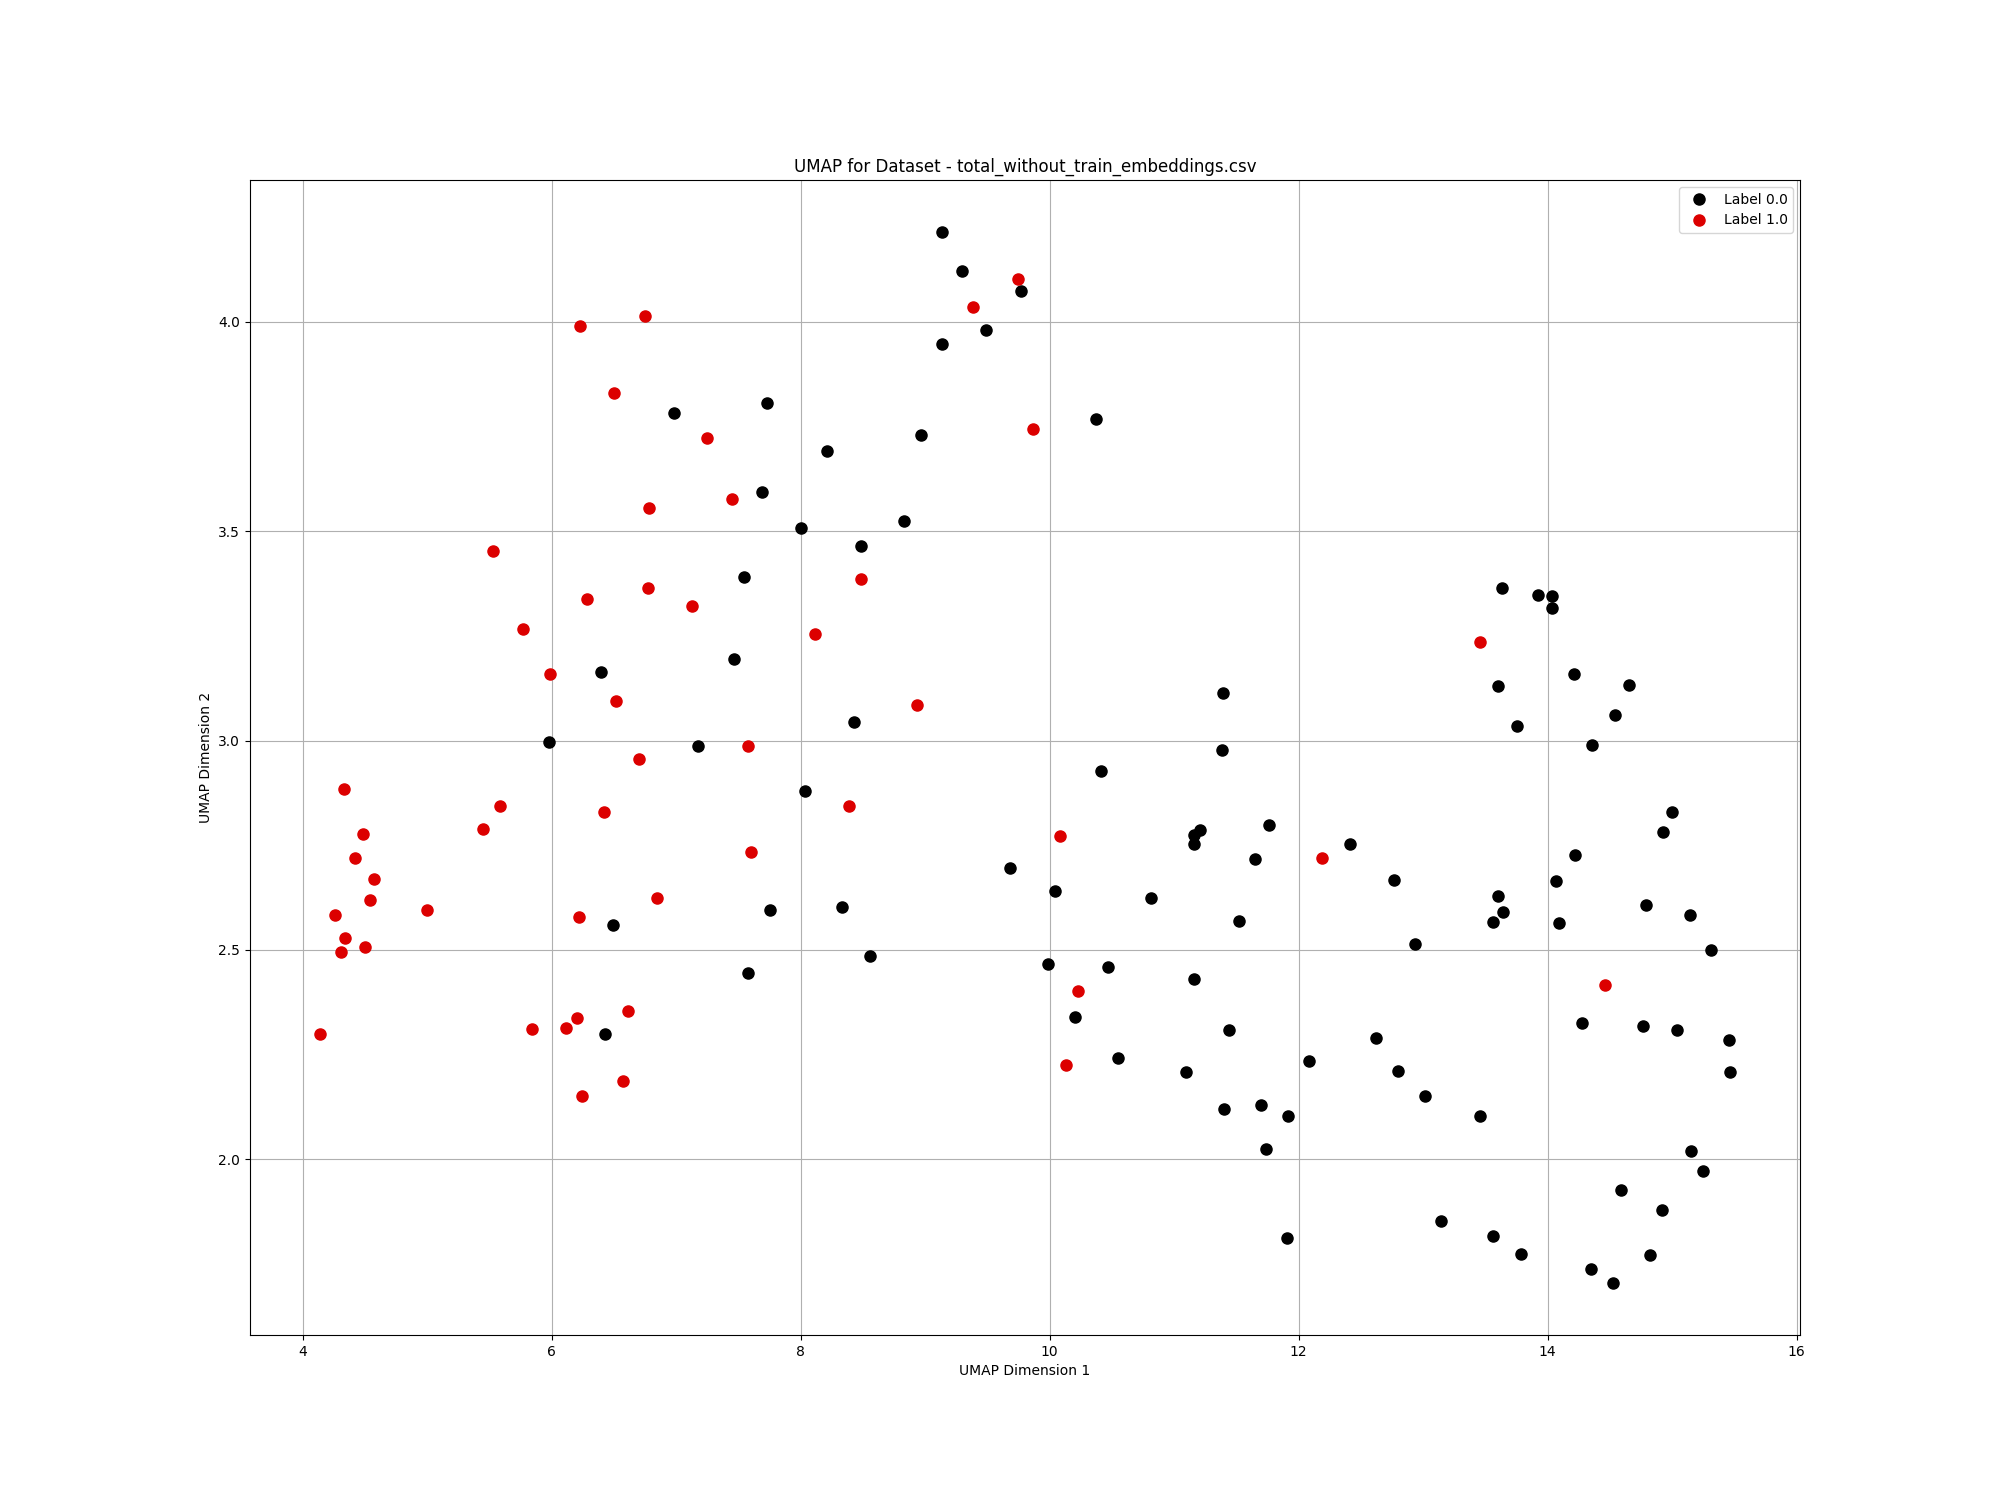 UMAP for Dataset - total_without_train_embeddings.csv
Label 0.0
Label 1.0
4.0
3.5
3.0
2.5
2.0
UMAP Dimension 2
4 6 8 10 12 14 16
UMAP Dimension 1